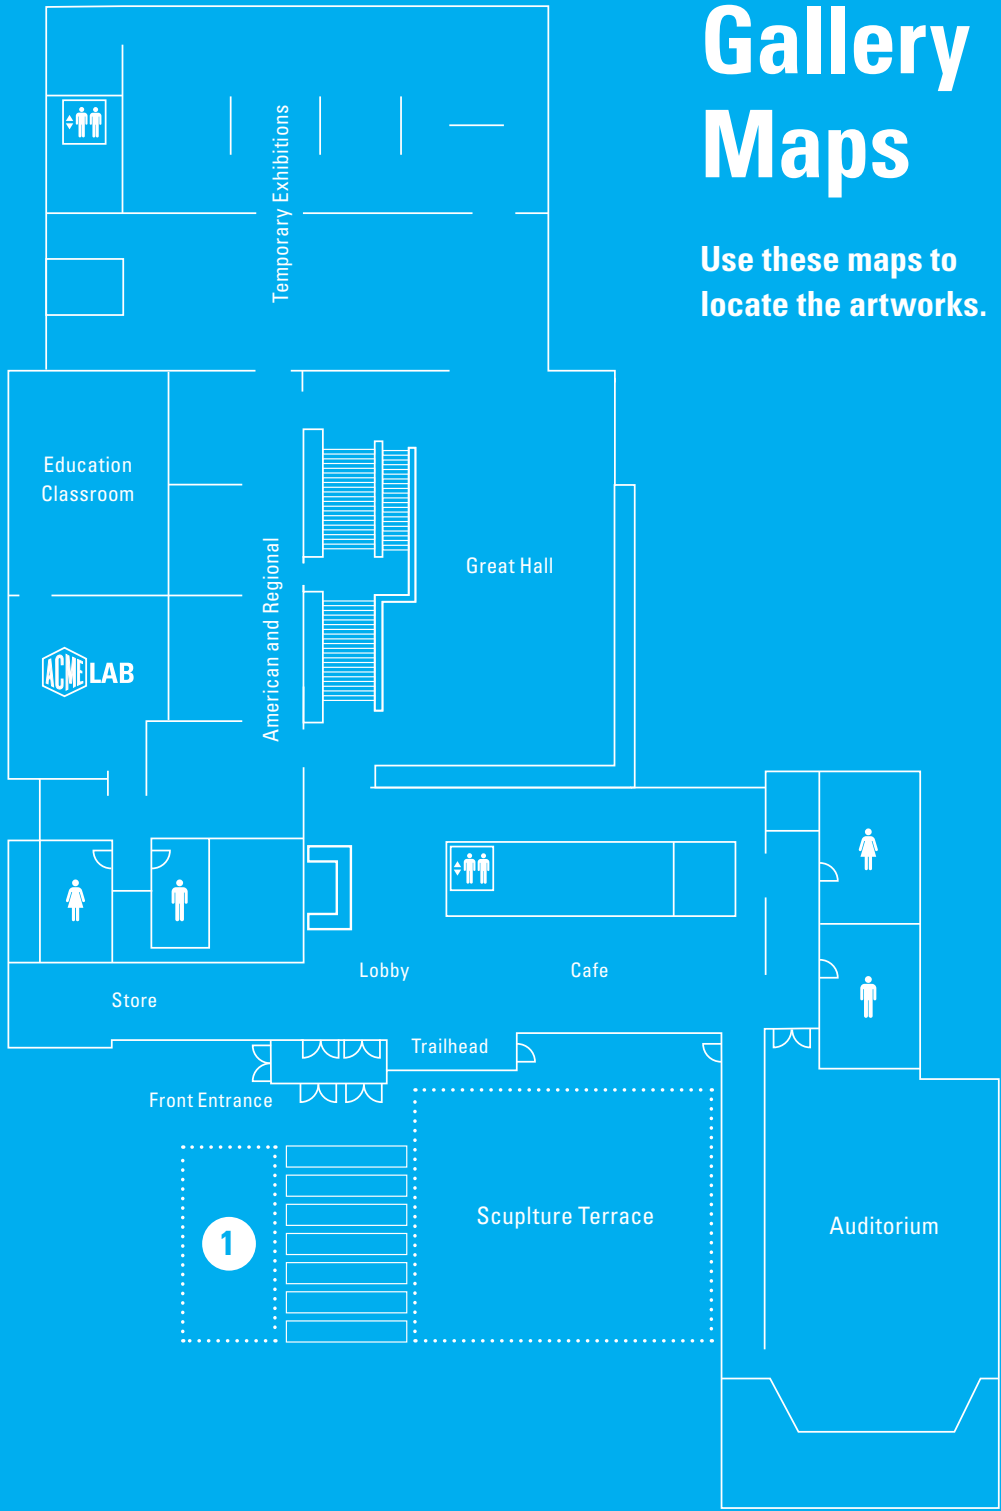 Gallery
Maps
Use these maps to
locate the artworks.
Temporary Exhibitions
Education
Classroom
American and Regional
Great Hall
ACME LAB
Lobby
Cafe
Store
Trailhead
Front Entrance
1
Scuplture Terrace
Auditorium